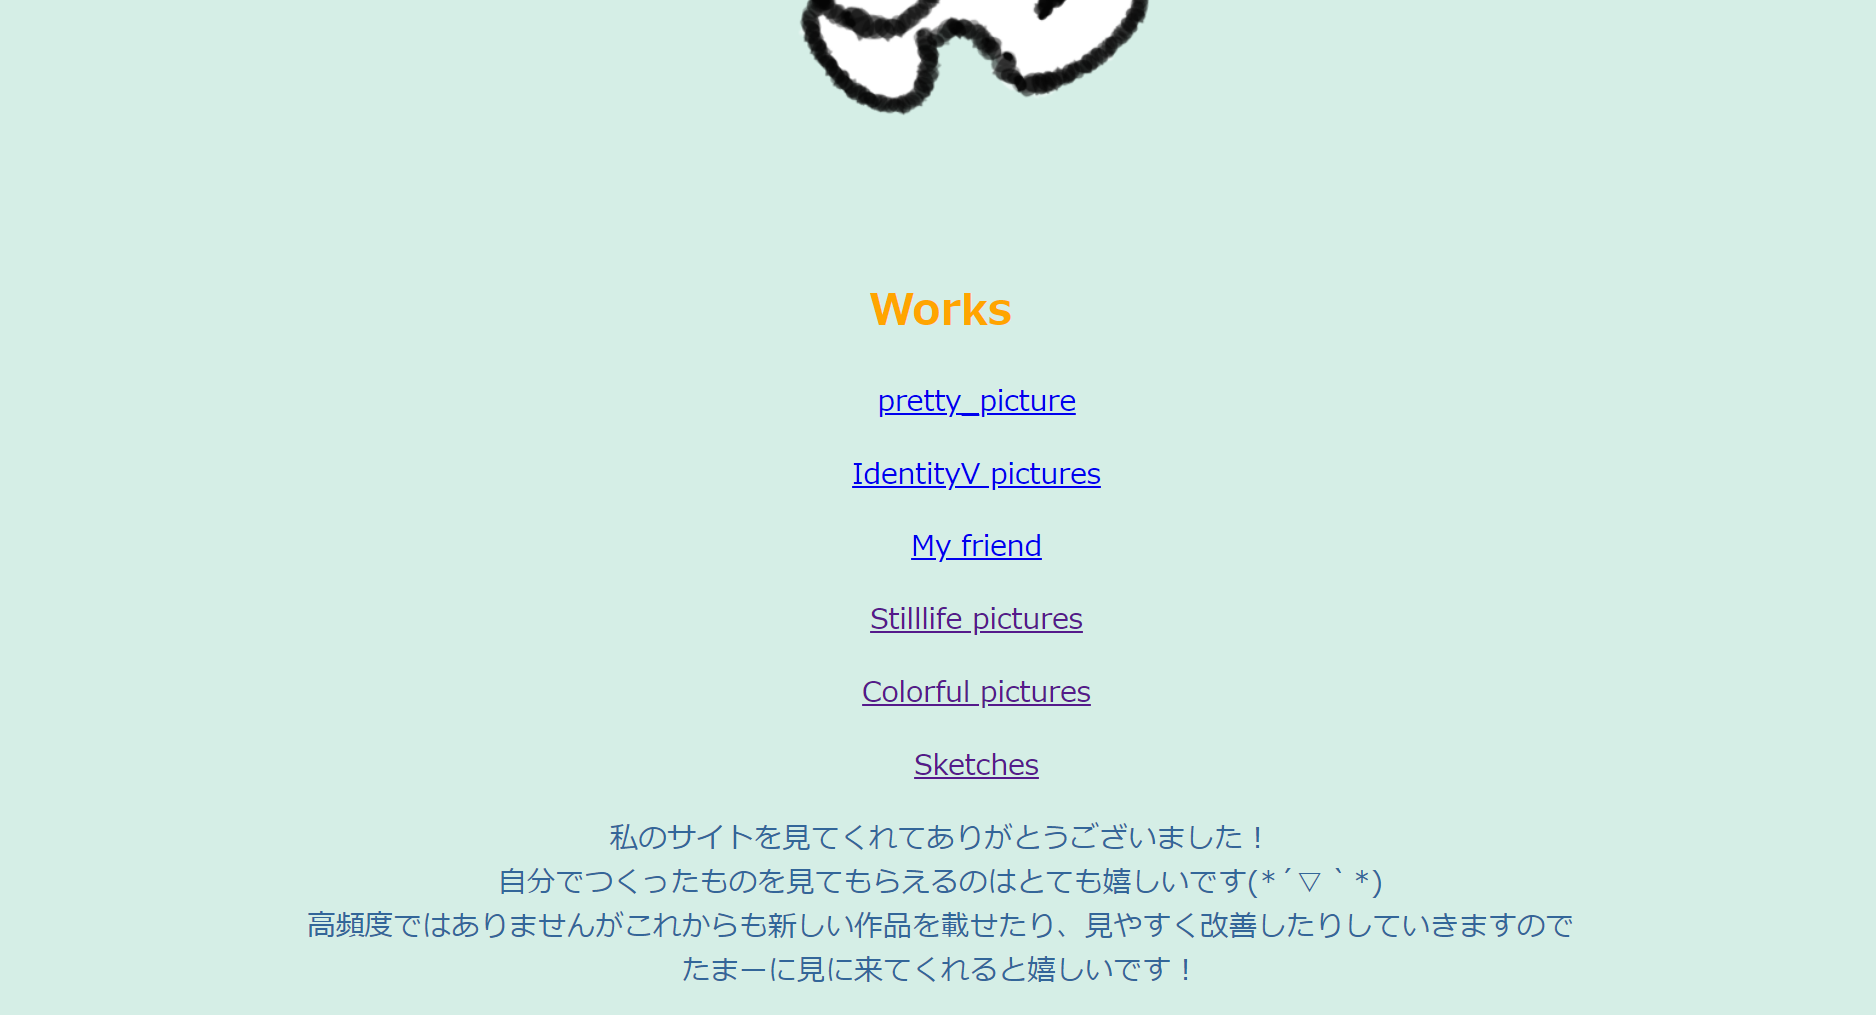 Works
pretty_picture
IdentityV pictures
My friend
Stilllife pictures
Colorful pictures
Sketches
私のサイトを見てくれてありがとうございました！
自分でつくったものを見てもらえるのはとても嬉しいです(*´▽｀*)
高頻度ではありませんがこれからも新しい作品を載せたり、見やすく改善したりしていきますので
たまーに見に来てくれると嬉しいです！